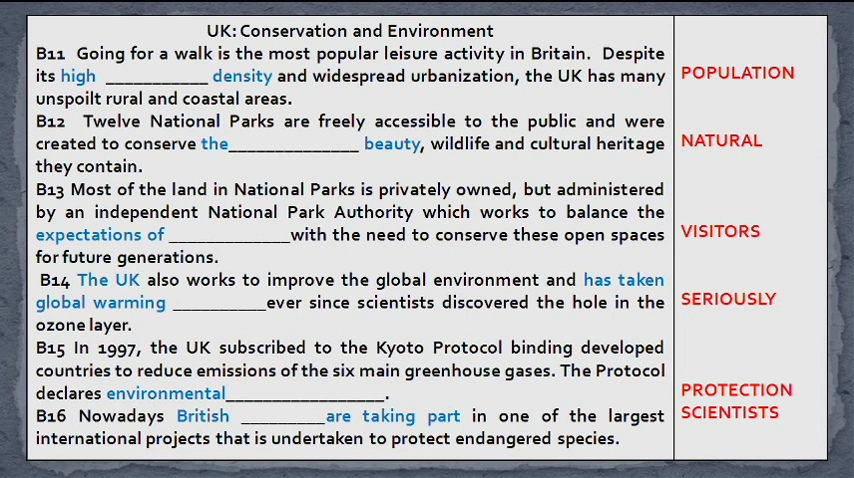 UK: Conservation and Environment
B11 Going for a walk is the most popular leisure activity in Britain. Despite
its high ___________ density and widespread urbanization, the UK has many
unspoilt rural and coastal areas.
POPULATION
B12 Twelve National Parks are freely accessible to the public and were
created to conserve the______________ beauty, wildlife and cultural heritage
they contain.
NATURAL
B13 Most of the land in National Parks is privately owned, but administered
by an independent National Park Authority which works to balance the
expectations of _____________with the need to conserve these open spaces
for future generations.
VISITORS
B14 The UK also works to improve the global environment and has taken
global warming __________ever since scientists discovered the hole in the
ozone layer.
SERIOUSLY
B15 In 1997, the UK subscribed to the Kyoto Protocol binding developed
countries to reduce emissions of the six main greenhouse gases. The Protocol
declares environmental_________________.
PROTECTION
B16 Nowadays British _________are taking part in one of the largest
international projects that is undertaken to protect endangered species.
SCIENTISTS